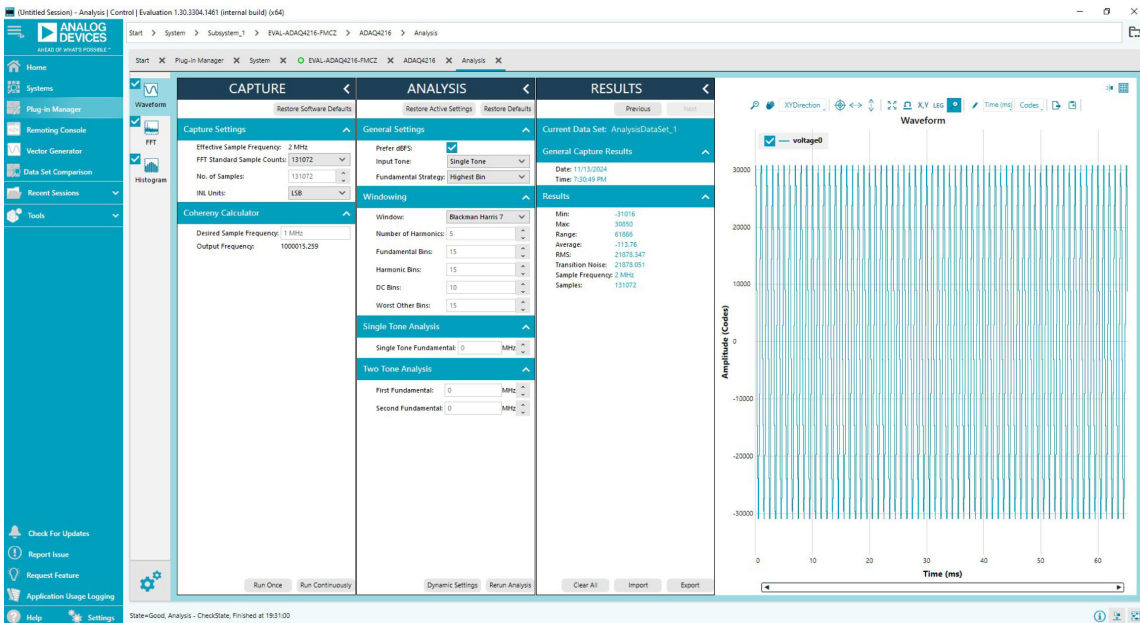 (Untitled Session) - Analysis | Control | Evaluation 1.30.3304.1461 (internal build) (x64)
ANALOG
DEVICES
AHEAD OF WHAT'S POSSIBLE™
Start > System > Subsystem_1 > EVAL-ADAQ4216-FMCZ > ADAQ4216 > Analysis
Start X Plug-in Manager X System X EVAL-ADAQ4216-FMCZ X ADAQ4216 X Analysis X
Home
Systems
Plug-in Manager
Remoting Console
Vector Generator
Data Set Comparison
Recent Sessions
Tools
Check For Updates
Report Issue
Request Feature
Application Usage Logging
Help
Settings
Waveform
FFT
Histogram
CAPTURE
Restore Software Defaults
Capture Settings
Effective Sample Frequency: 2 MHz
FFT Standard Sample Counts: 131072
No. of Samples: 131072
INL Units: LSB
Cohereny Calculator
Desired Sample Frequency: 1 MHz
Output Frequency: 1000015.259
Run Once
Run Continuously
ANALYSIS
Restore Active Settings
Restore Defaults
General Settings
Prefer dBFS:
Input Tone: Single Tone
Fundamental Strategy: Highest Bin
Windowing
Window: Blackman Harris 7
Number of Harmonics: 5
Fundamental Bins: 15
Harmonic Bins: 15
DC Bins: 10
Worst Other Bins: 15
Single Tone Analysis
Single Tone Fundamental: 0 MHz
Two Tone Analysis
First Fundamental: 0 MHz
Second Fundamental: 0 MHz
Dynamic Settings
Rerun Analysis
RESULTS
Previous
Next
Current Data Set: AnalysisDataSet_1
General Capture Results
Date: 11/13/2024
Time: 7:30:49 PM
Results
Min: -31016
Max: 30850
Range: 61866
Average: -113.76
RMS: 21878.347
Transition Noise: 21878.051
Sample Frequency: 2 MHz
Samples: 131072
Clear All
Import
Export
XYDirection
X,Y
LEG
Time (ms)
Codes
Waveform
voltage0
30000
20000
10000
0
-10000
-20000
-30000
Amplitude (Codes)
0 10 20 30 40 50 60
Time (ms)
State=Good, Analysis - CheckState, Finished at 19:31:00